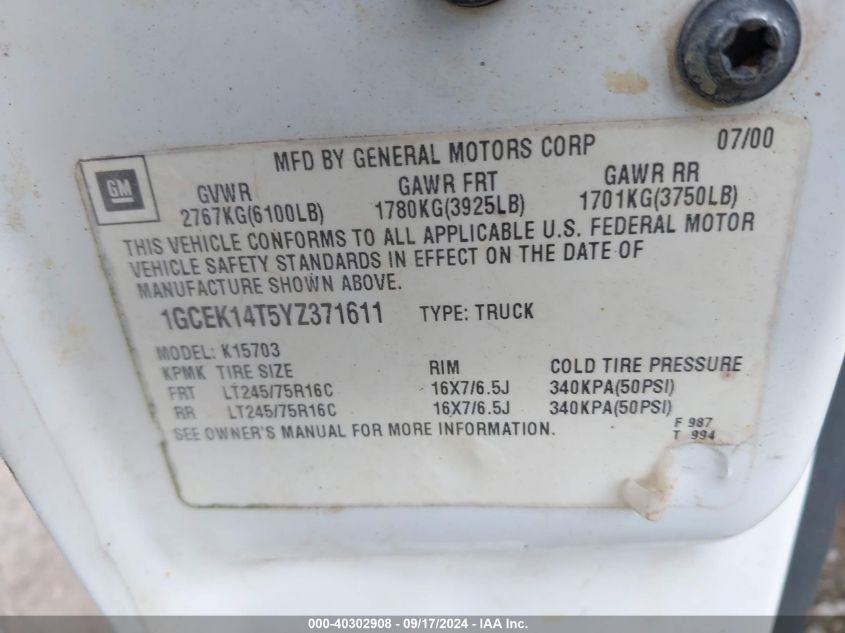 MFD BY GENERAL MOTORS CORP 07/00
GM
GVWR GAWR FRT GAWR RR
2767KG(6100LB) 1780KG(3925LB) 1701KG(3750LB)
THIS VEHICLE CONFORMS TO ALL APPLICABLE U.S. FEDERAL MOTOR
VEHICLE SAFETY STANDARDS IN EFFECT ON THE DATE OF
MANUFACTURE SHOWN ABOVE.
1GCEK14T5YZ371611 TYPE: TRUCK
MODEL: K15703
KPMK TIRE SIZE RIM COLD TIRE PRESSURE
FRT LT245/75R16C 16X7/6.5J 340KPA(50PSI)
RR LT245/75R16C 16X7/6.5J 340KPA(50PSI)
SEE OWNER'S MANUAL FOR MORE INFORMATION.
F 987
T 994
000-40302908 - 09/17/2024 - IAA Inc.